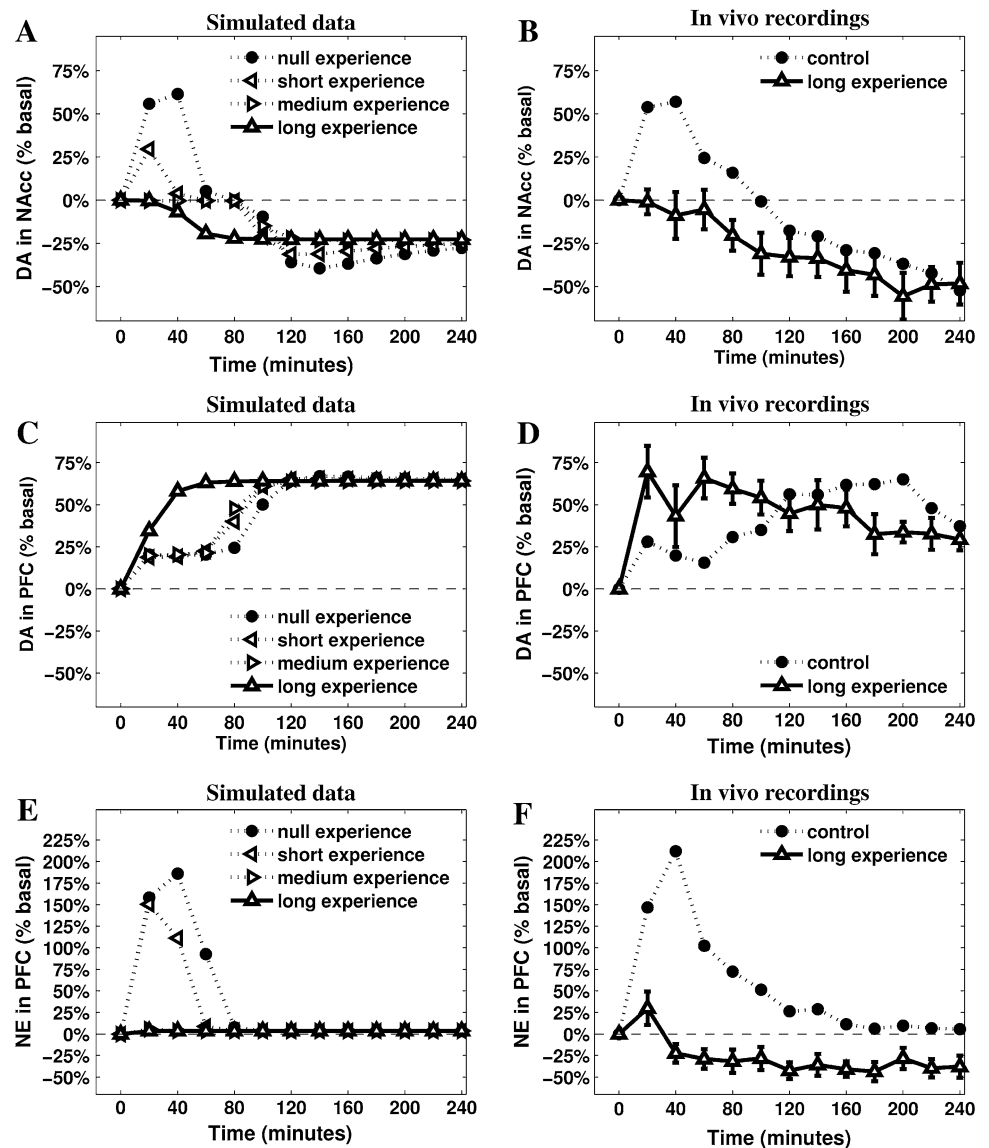 A
Simulated data
null experience
short experience
medium experience
long experience
DA in NAcc (% basal)
75%
50%
25%
0%
−25%
−50%
0 40 80 120 160 200 240
Time (minutes)
B
In vivo recordings
control
long experience
DA in NAcc (% basal)
75%
50%
25%
0%
−25%
−50%
0 40 80 120 160 200 240
Time (minutes)
C
Simulated data
DA in PFC (% basal)
75%
50%
25%
0%
−25%
−50%
null experience
short experience
medium experience
long experience
0 40 80 120 160 200 240
Time (minutes)
D
In vivo recordings
DA in PFC (% basal)
75%
50%
25%
0%
−25%
−50%
control
long experience
0 40 80 120 160 200 240
Time (minutes)
E
Simulated data
null experience
short experience
medium experience
long experience
NE in PFC (% basal)
225%
200%
175%
150%
125%
100%
75%
50%
25%
0%
−25%
−50%
0 40 80 120 160 200 240
Time (minutes)
F
In vivo recordings
control
long experience
NE in PFC (% basal)
225%
200%
175%
150%
125%
100%
75%
50%
25%
0%
−25%
−50%
0 40 80 120 160 200 240
Time (minutes)